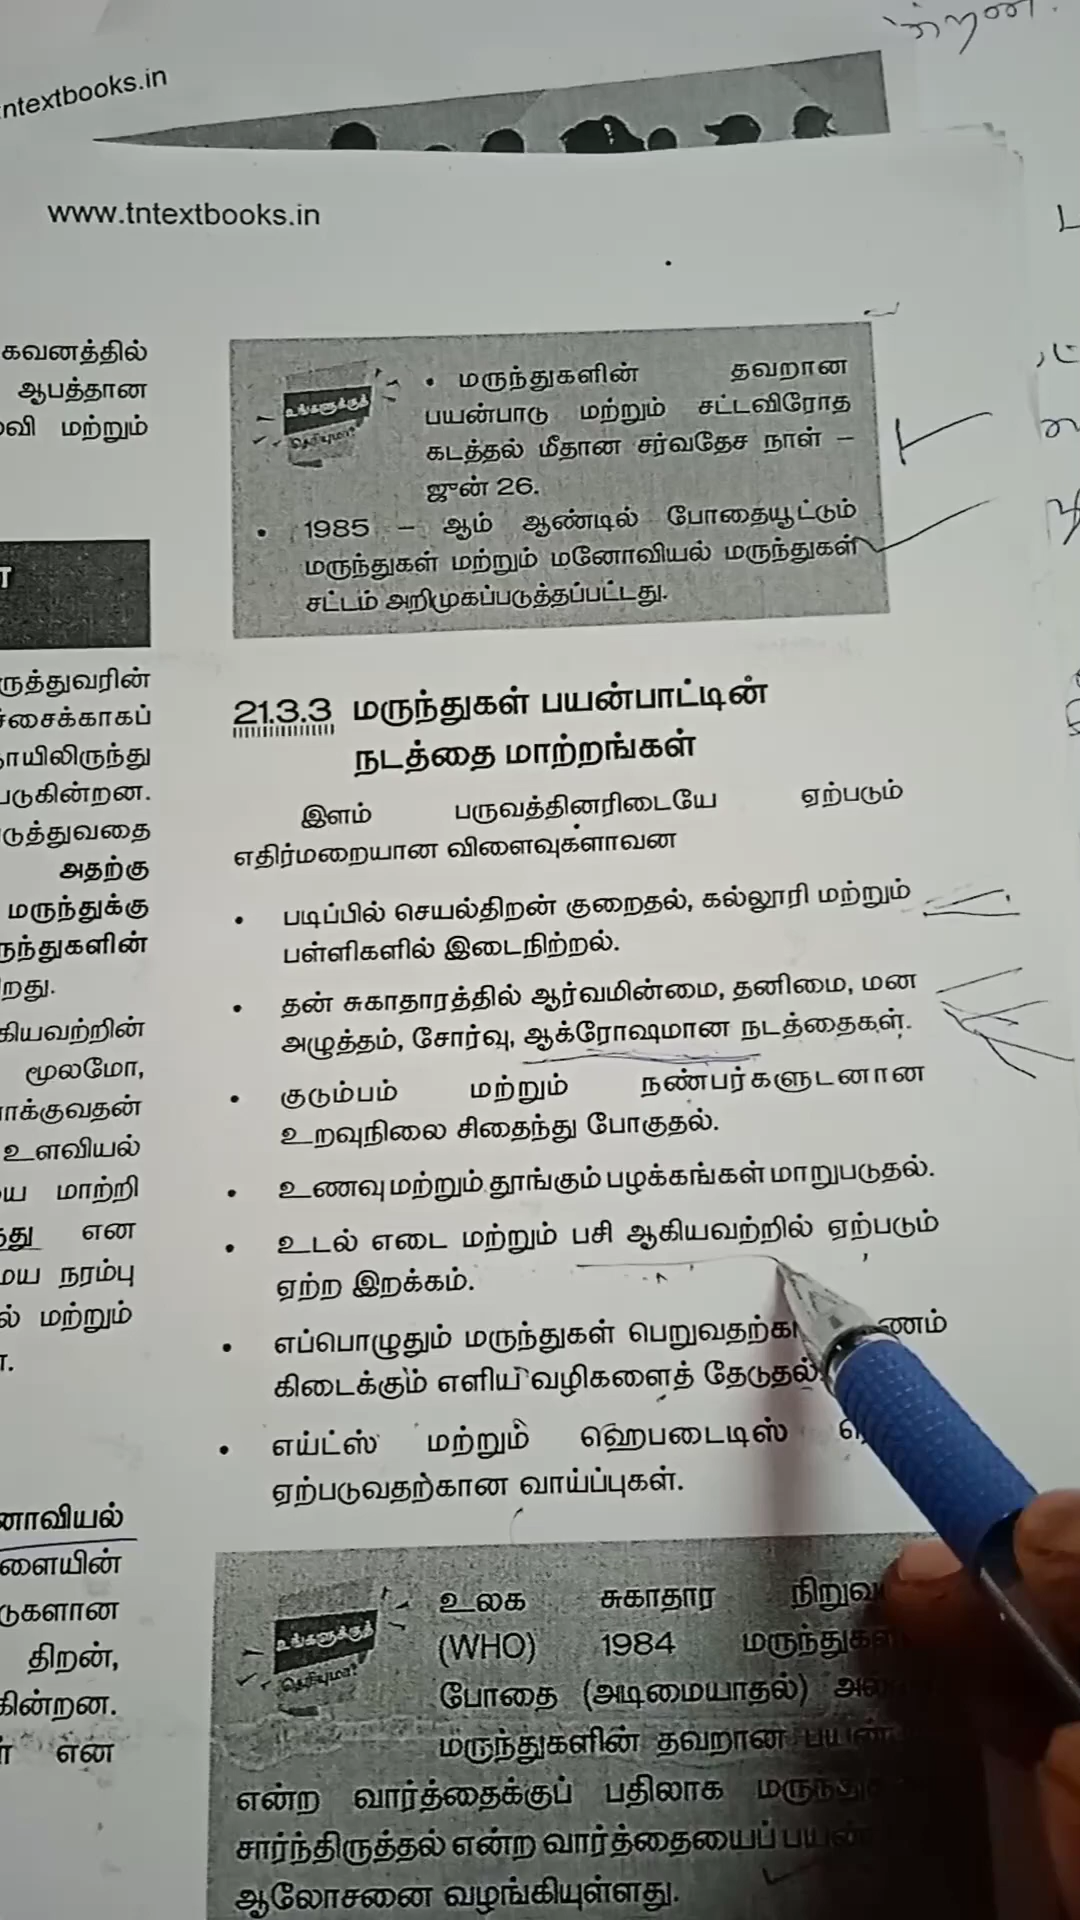 ntextbooks.in
www.tntextbooks.in
கவனத்தில்
ஆபத்தான
மற்றும்
உங்களுக்குத்
தெரியுமா?
• மருந்துகளின் தவறான
பயன்பாடு மற்றும் சட்டவிரோத
கடத்தல் மீதான சர்வதேச நாள் –
ஜுன் 26.
• 1985 – ஆம் ஆண்டில் போதையூட்டும்
மருந்துகள் மற்றும் மனோவியல் மருந்துகள்
சட்டம் அறிமுகப்படுத்தப்பட்டது.
ருத்துவரின்
ச்சைக்காகப்
நாயிலிருந்து
படுகின்றன.
டுத்துவதை
அதற்கு
மருந்துக்கு
ருந்துகளின்
றது.
கியவற்றின்
மூலமோ,
ாக்குவதன்
உளவியல்
ய மாற்றி
து என
மைய நரம்பு
ல் மற்றும்
னோவியல்
ளையின்
டுகளான
திறன்,
கின்றன.
என
21.3.3 மருந்துகள் பயன்பாட்டின்
நடத்தை மாற்றங்கள்
இளம் பருவத்தினரிடையே ஏற்படும்
எதிர்மறையான விளைவுக்ளாவன
• படிப்பில் செயல்திறன் குறைதல், கல்லூரி மற்றும்
பள்ளிகளில் இடைநிற்றல்.
• தன் சுகாதாரத்தில் ஆர்வமின்மை, தனிமை, மன
அழுத்தம், சோர்வு, ஆக்ரோஷமான நடத்தைகள்.
• குடும்பம் மற்றும் நண்பர்களுடனான
உறவுநிலை சிதைந்து போகுதல்.
• உணவு மற்றும் தூங்கும் பழக்கங்கள் மாறுபடுதல்.
• உடல் எடை மற்றும் பசி ஆகியவற்றில் ஏற்படும்
ஏற்ற இறக்கம்.
• எப்பொழுதும் மருந்துகள் பெறுவதற்கா ணம்
கிடைக்கும் எளிய வழிகளைத் தேடுதல்
• எய்ட்ஸ் மற்றும் ஹெபடைடிஸ்
ஏற்படுவதற்கான வாய்ப்புகள்.
உங்களுக்குத்
தெரியுமா?
உலக சுகாதார நிறுவ
(WHO) 1984 மருந்துக
போதை (அடிமையாதல்)
மருந்துகளின் தவறான பயன்
என்ற வார்த்தைக்குப் பதிலாக மருந்து
சார்ந்திருத்தல் என்ற வார்த்தையைப் பயன்
ஆலோசனை வழங்கியுள்ளது.